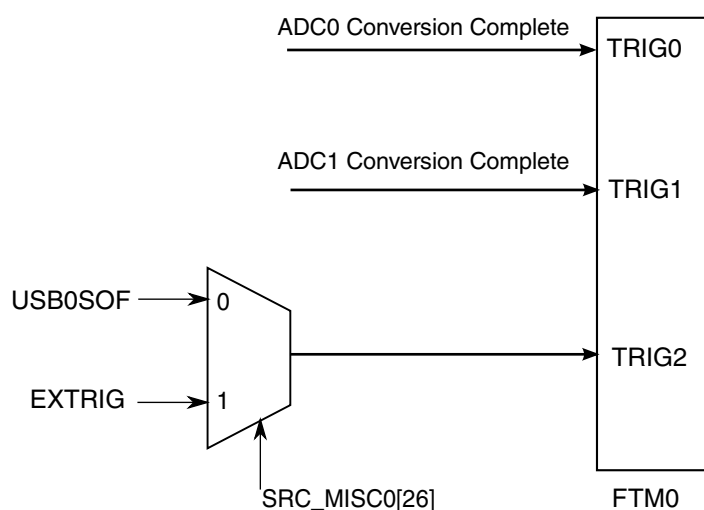 ADC0 Conversion Complete
TRIG0
ADC1 Conversion Complete
TRIG1
USB0SOF
0
TRIG2
EXTRIG
1
SRC_MISC0[26]
FTM0